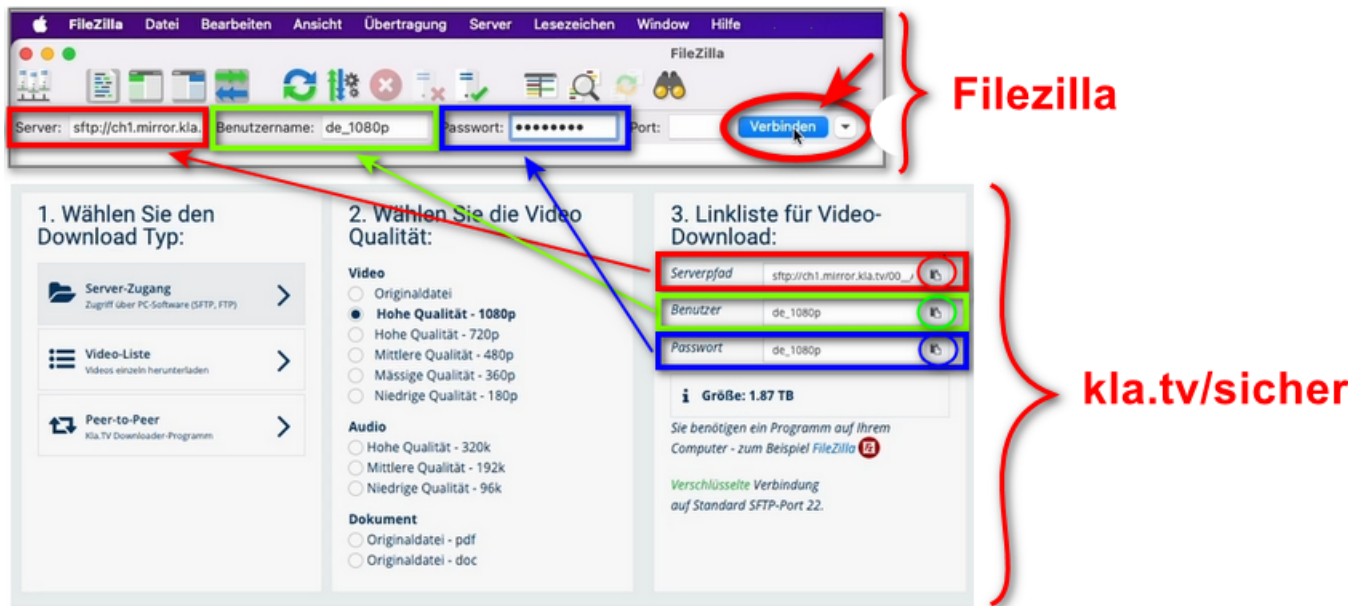 FileZilla Datei Bearbeiten Ansicht Übertragung Server Lesezeichen Window Hilfe
FileZilla
Server: sftp://ch1.mirror.kla. Benutzername: de_1080p Passwort: •••••••• Port: Verbinden
Filezilla
1. Wählen Sie den
Download Typ:
Server-Zugang
Zugriff über PC-Software (SFTP, FTP)
Video-Liste
Videos einzeln herunterladen
Peer-to-Peer
Kla.TV Downloader-Programm
2. Wählen Sie die Video
Qualität:
Video
Originaldatei
Hohe Qualität - 1080p
Hohe Qualität - 720p
Mittlere Qualität - 480p
Mässige Qualität - 360p
Niedrige Qualität - 180p
Audio
Hohe Qualität - 320k
Mittlere Qualität - 192k
Niedrige Qualität - 96k
Dokument
Originaldatei - pdf
Originaldatei - doc
3. Linkliste für Video-
Download:
Serverpfad sftp://ch1.mirror.kla.tv/00__
Benutzer de_1080p
Passwort de_1080p
i Größe: 1.87 TB
Sie benötigen ein Programm auf Ihrem
Computer - zum Beispiel FileZilla Fz
Verschlüsselte Verbindung
auf Standard SFTP-Port 22.
kla.tv/sicher